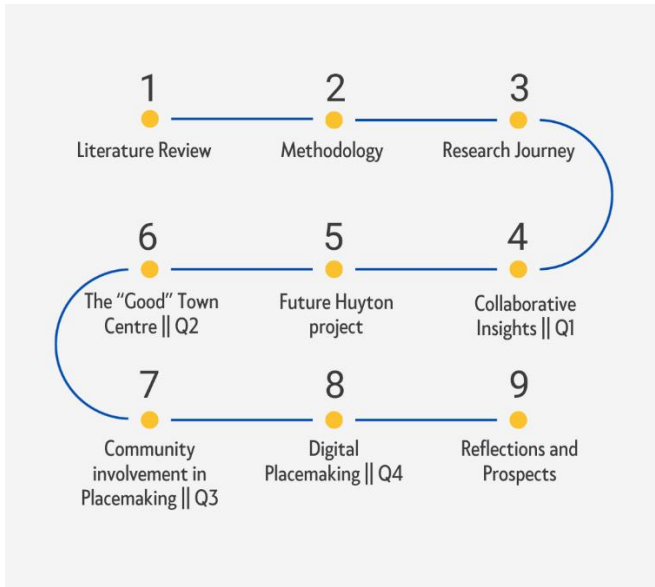 1
2
3
Literature Review
Methodology
Research Journey
6
5
4
The “Good” Town
Centre || Q2
Future Huyton
project
Collaborative
Insights || Q1
7
8
9
Community
involvement in
Placemaking || Q3
Digital
Placemaking || Q4
Reflections and
Prospects